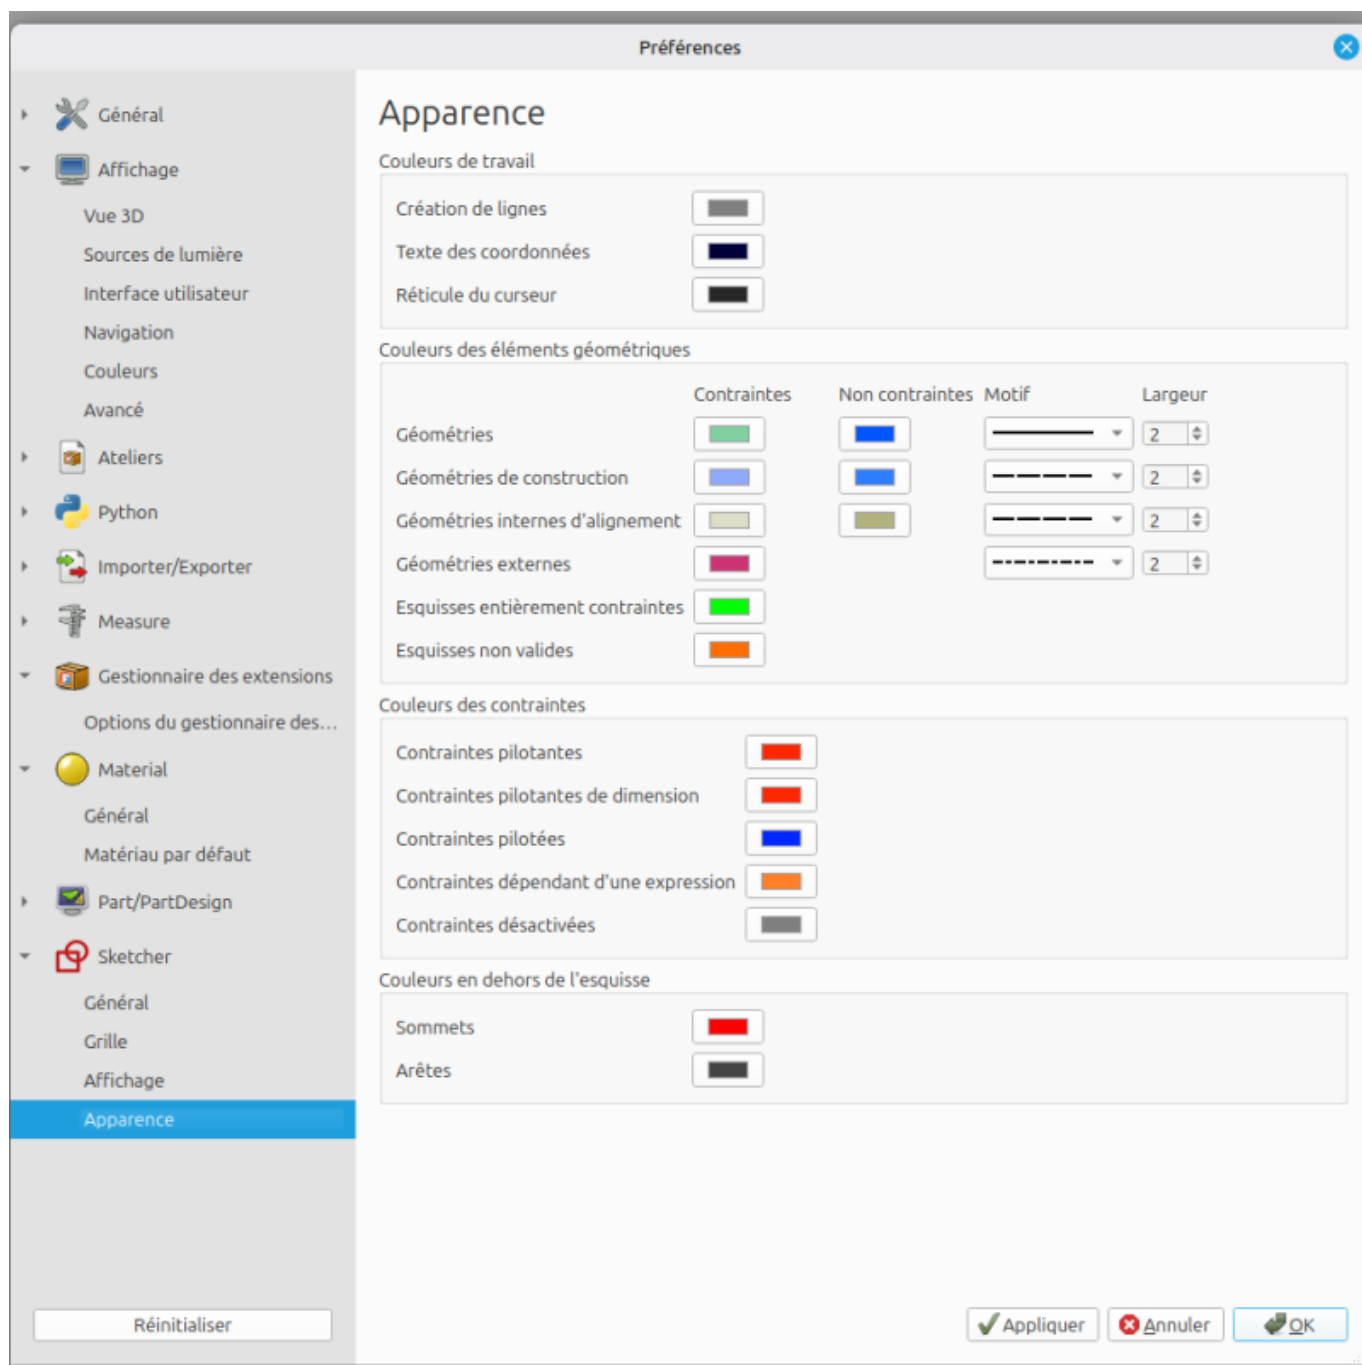 Préférences
Général
Affichage
Vue 3D
Sources de lumière
Interface utilisateur
Navigation
Couleurs
Avancé
Ateliers
Python
Importer/Exporter
Measure
Gestionnaire des extensions
Options du gestionnaire des...
Material
Général
Matériau par défaut
Part/PartDesign
Sketcher
Général
Grille
Affichage
Apparence
Réinitialiser
Apparence
Couleurs de travail
Création de lignes
Texte des coordonnées
Réticule du curseur
Couleurs des éléments géométriques
Contraintes Non contraintes Motif Largeur
Géométries 2
Géométries de construction 2
Géométries internes d'alignement 2
Géométries externes 2
Esquisses entièrement contraintes
Esquisses non valides
Couleurs des contraintes
Contraintes pilotantes
Contraintes pilotantes de dimension
Contraintes pilotées
Contraintes dépendant d'une expression
Contraintes désactivées
Couleurs en dehors de l'esquisse
Sommets
Arêtes
Appliquer Annuler OK